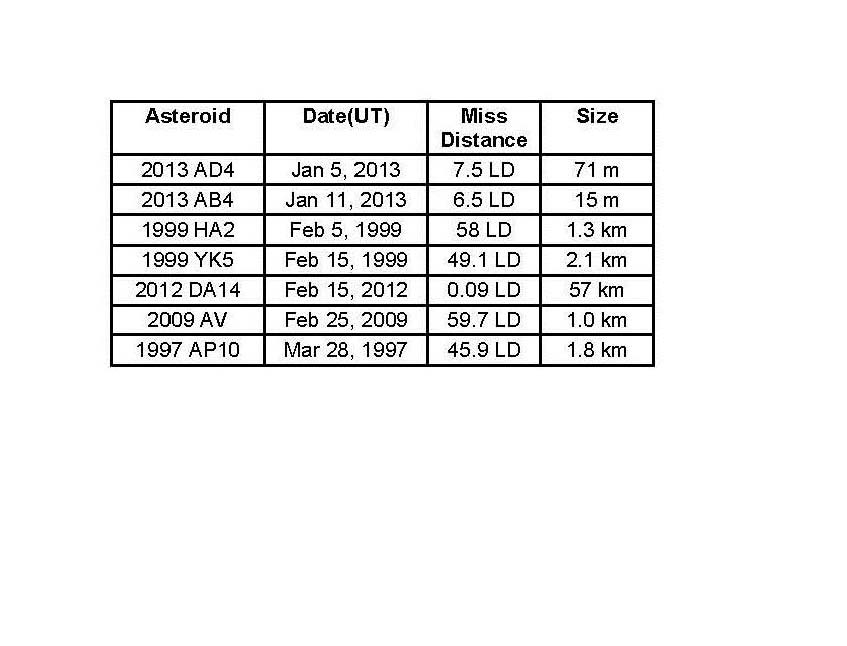 Asteroid Date(UT) Miss Distance Size
2013 AD4 Jan 5, 2013 7.5 LD 71 m
2013 AB4 Jan 11, 2013 6.5 LD 15 m
1999 HA2 Feb 5, 1999 58 LD 1.3 km
1999 YK5 Feb 15, 1999 49.1 LD 2.1 km
2012 DA14 Feb 15, 2012 0.09 LD 57 km
2009 AV Feb 25, 2009 59.7 LD 1.0 km
1997 AP10 Mar 28, 1997 45.9 LD 1.8 km